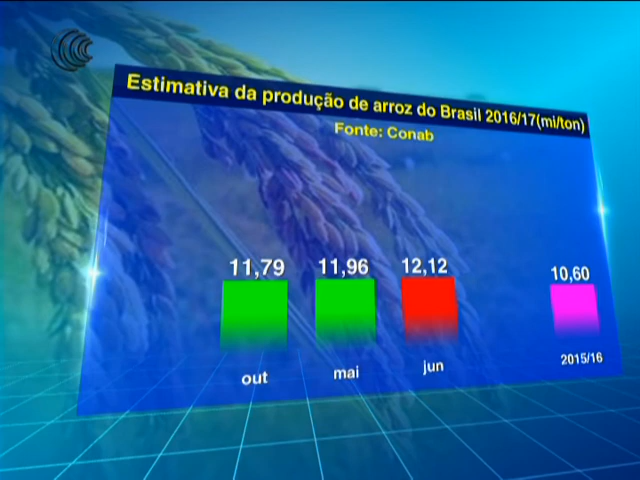 Estimativa da produção de arroz do Brasil 2016/17(mi/ton)
Fonte: Conab
11,79 11,96 12,12 10,60
out mai jun 2015/16